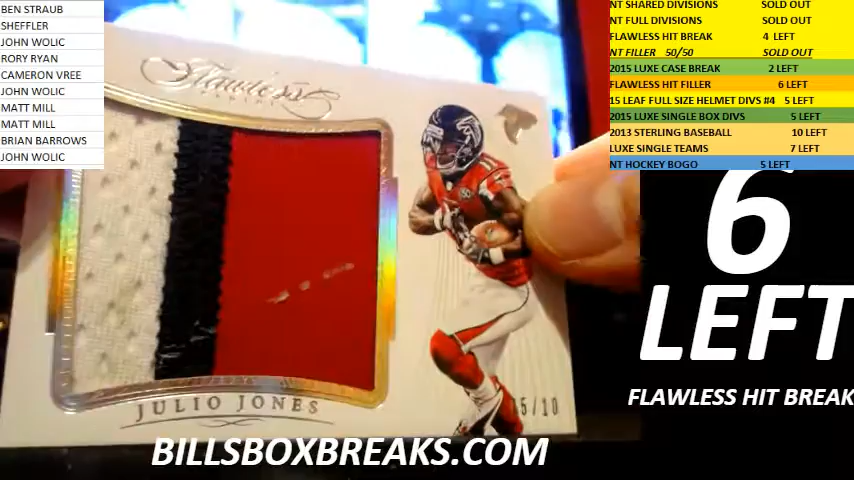 BEN STRAUB
SHEFFLER
JOHN WOLIC
RORY RYAN
CAMERON VREE
JOHN WOLIC
MATT MILL
MATT MILL
BRIAN BARROWS
JOHN WOLIC
NT SHARED DIVISIONS SOLD OUT
NT FULL DIVISIONS SOLD OUT
FLAWLESS HIT BREAK 4 LEFT
NT FILLER 50/50 SOLD OUT
2015 LUXE CASE BREAK 2 LEFT
FLAWLESS HIT FILLER 6 LEFT
15 LEAF FULL SIZE HELMET DIVS #4 5 LEFT
2015 LUXE SINGLE BOX DIVS 5 LEFT
2013 STERLING BASEBALL 10 LEFT
LUXE SINGLE TEAMS 7 LEFT
NT HOCKEY BOGO 5 LEFT
Flawless
11
JULIO JONES
5/10
6
LEFT
FLAWLESS HIT BREAK
BILLSBOXBREAKS.COM